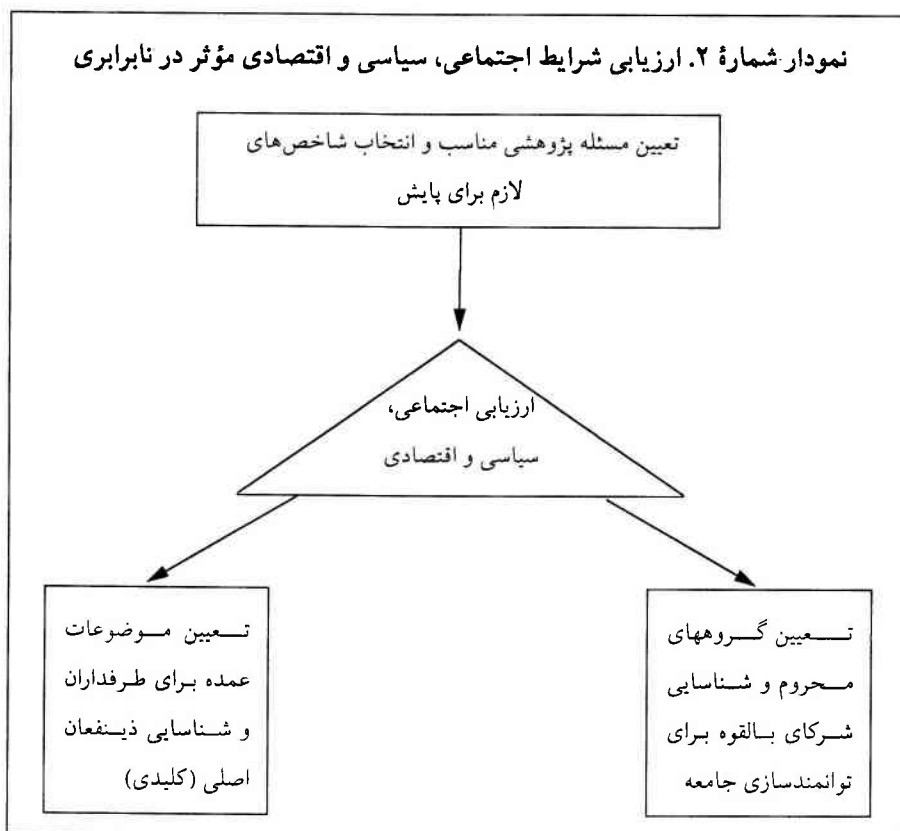 نمودار شمارهٔ ۲. ارزیابی شرایط اجتماعی، سیاسی و اقتصادی مؤثر در نابرابری
تعیین مسئله پژوهشی مناسب و انتخاب شاخص‌های
لازم برای پایش
ارزیابی اجتماعی،
سیاسی و اقتصادی
تعیین گروههای
محروم و شناسایی
شرکای بالقوه برای
توانمندسازی جامعه
تعیین موضوعات
عمده برای طرفداران
و شناسایی ذینفعان
اصلی (کلیدی)